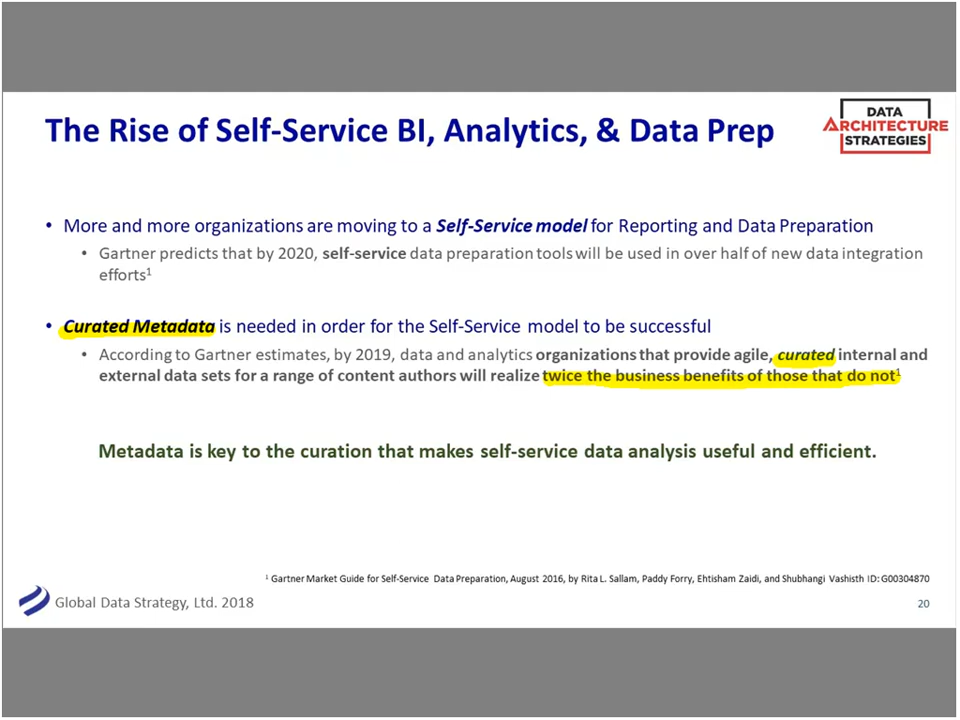 The Rise of Self-Service BI, Analytics, & Data Prep
DATA
ARCHITECTURE
STRATEGIES
• More and more organizations are moving to a Self-Service model for Reporting and Data Preparation
• Gartner predicts that by 2020, self-service data preparation tools will be used in over half of new data integration
efforts¹
• Curated Metadata is needed in order for the Self-Service model to be successful
• According to Gartner estimates, by 2019, data and analytics organizations that provide agile, curated internal and
external data sets for a range of content authors will realize twice the business benefits of those that do not¹
Metadata is key to the curation that makes self-service data analysis useful and efficient.
¹ Gartner Market Guide for Self-Service Data Preparation, August 2016, by Rita L. Sallam, Paddy Forry, Ehtisham Zaidi, and Shubhangi Vashisth ID: G00304870
Global Data Strategy, Ltd. 2018
20